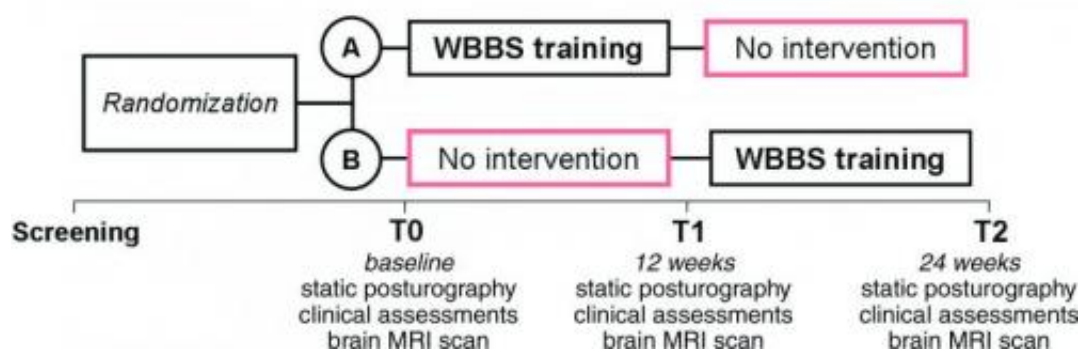 A
WBBS training
No intervention
Randomization
B
No intervention
WBBS training
Screening
T0
T1
T2
baseline
12 weeks
24 weeks
static posturography
static posturography
static posturography
clinical assessments
clinical assessments
clinical assessments
brain MRI scan
brain MRI scan
brain MRI scan